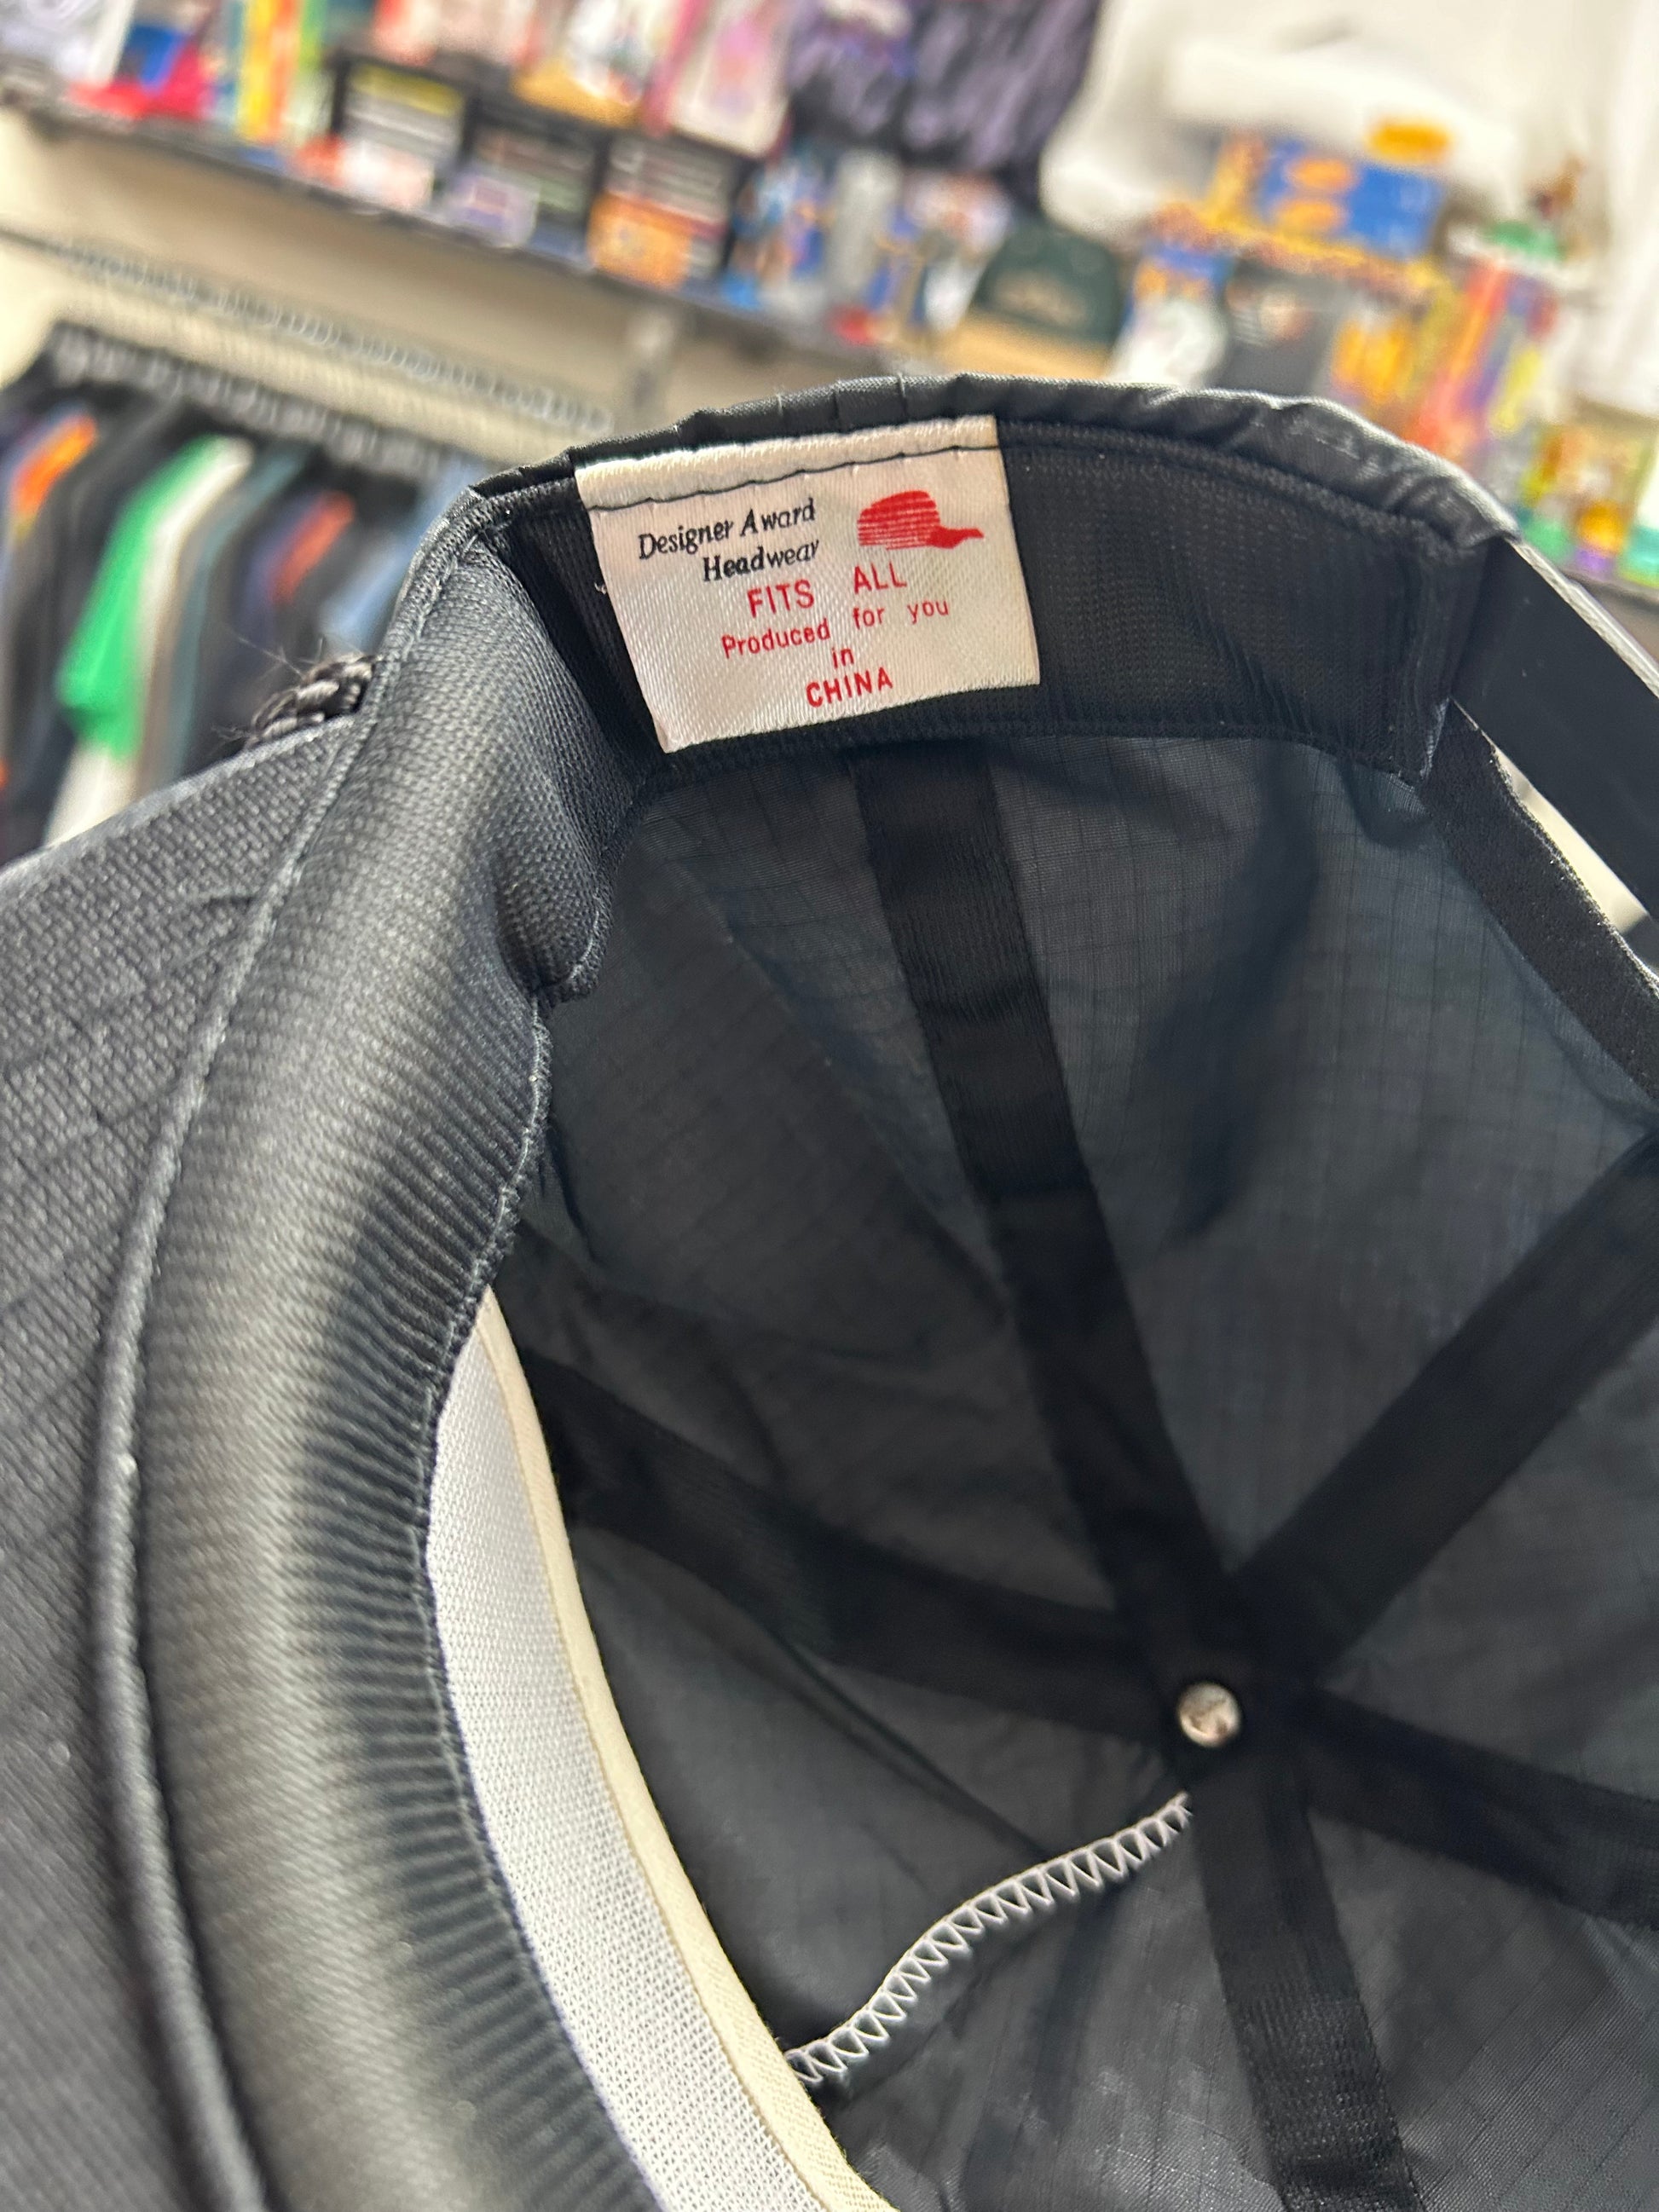 Designer Award
Headwear
FITS ALL
Produced for you
in
CHINA